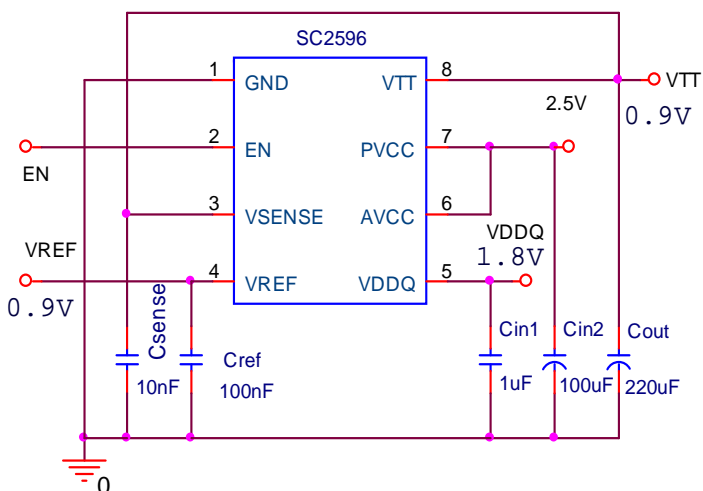 SC2596
1
GND
VTT
8
VTT
0.9V
2.5V
2
EN
PVCC
7
EN
3
VSENSE
AVCC
6
VREF
VDDQ
1.8V
4
VREF
VDDQ
5
0.9V
Csense
10nF
Cref
100nF
Cin1
1uF
Cin2
100uF
Cout
220uF
0